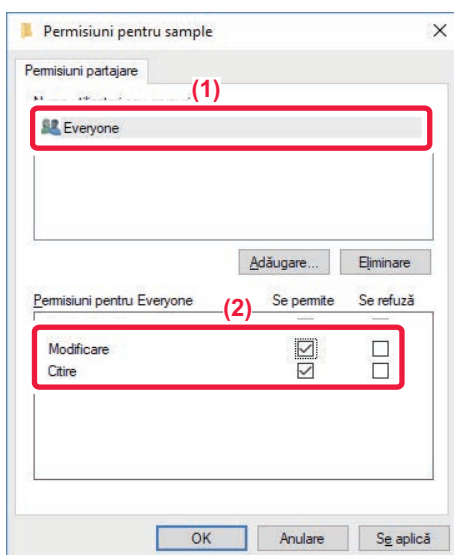 Permisiuni pentru sample
Permisiuni partajare
(1)
Everyone
Adăugare...
Eliminare
Permisiuni pentru Everyone
(2)
Se permite
Se refuză
Modificare
Citire
OK
Anulare
Se aplică